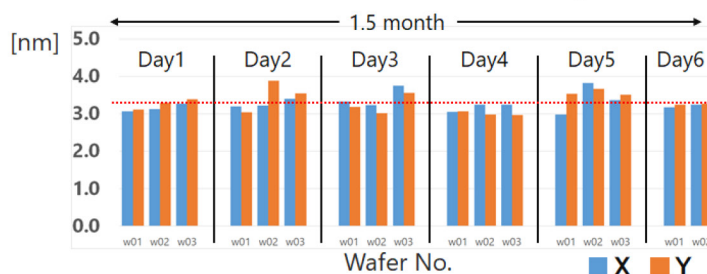 1.5 month
[nm]
5.0
Day1 Day2 Day3 Day4 Day5 Day6
4.0
3.0
2.0
1.0
0.0
w01 w02 w03 w01 w02 w03 w01 w02 w03 w01 w02 w03 w01 w02 w03 w01 w02
Wafer No.
X Y